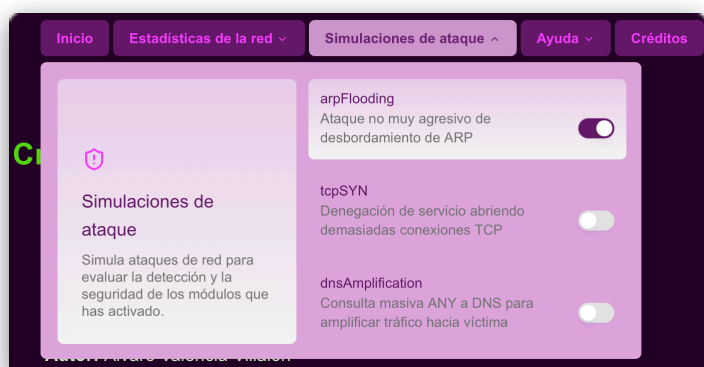 Inicio
Estadísticas de la red
Simulaciones de ataque
Ayuda
Créditos
Simulaciones de
ataque
Simula ataques de red para
evaluar la detección y la
seguridad de los módulos que
has activado.
arpFlooding
Ataque no muy agresivo de
desbordamiento de ARP
tcpSYN
Denegación de servicio abriendo
demasiadas conexiones TCP
dnsAmplification
Consulta masiva ANY a DNS para
amplificar tráfico hacia víctima